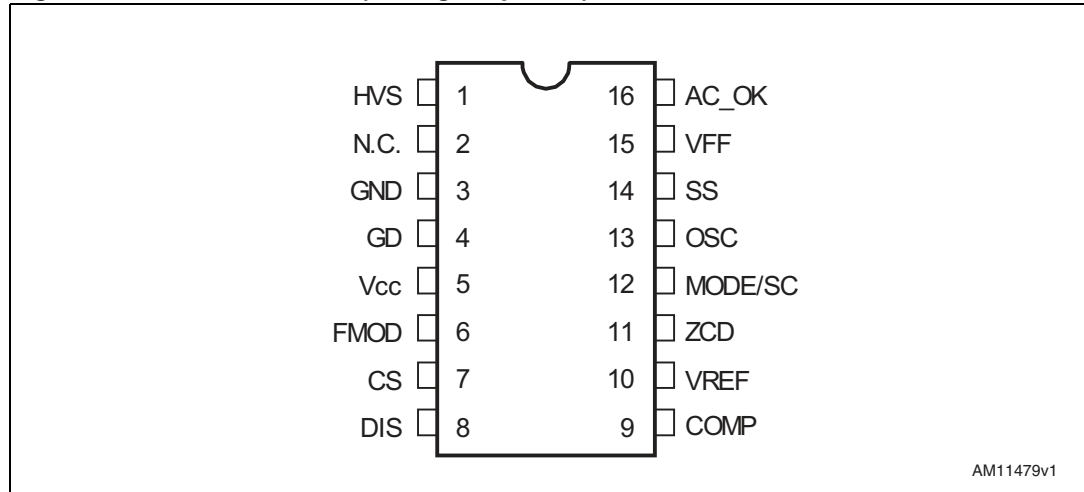 HVS 1 16 AC_OK
N.C. 2 15 VFF
GND 3 14 SS
GD 4 13 OSC
Vcc 5 12 MODE/SC
FMOD 6 11 ZCD
CS 7 10 VREF
DIS 8 9 COMP
AM11479v1